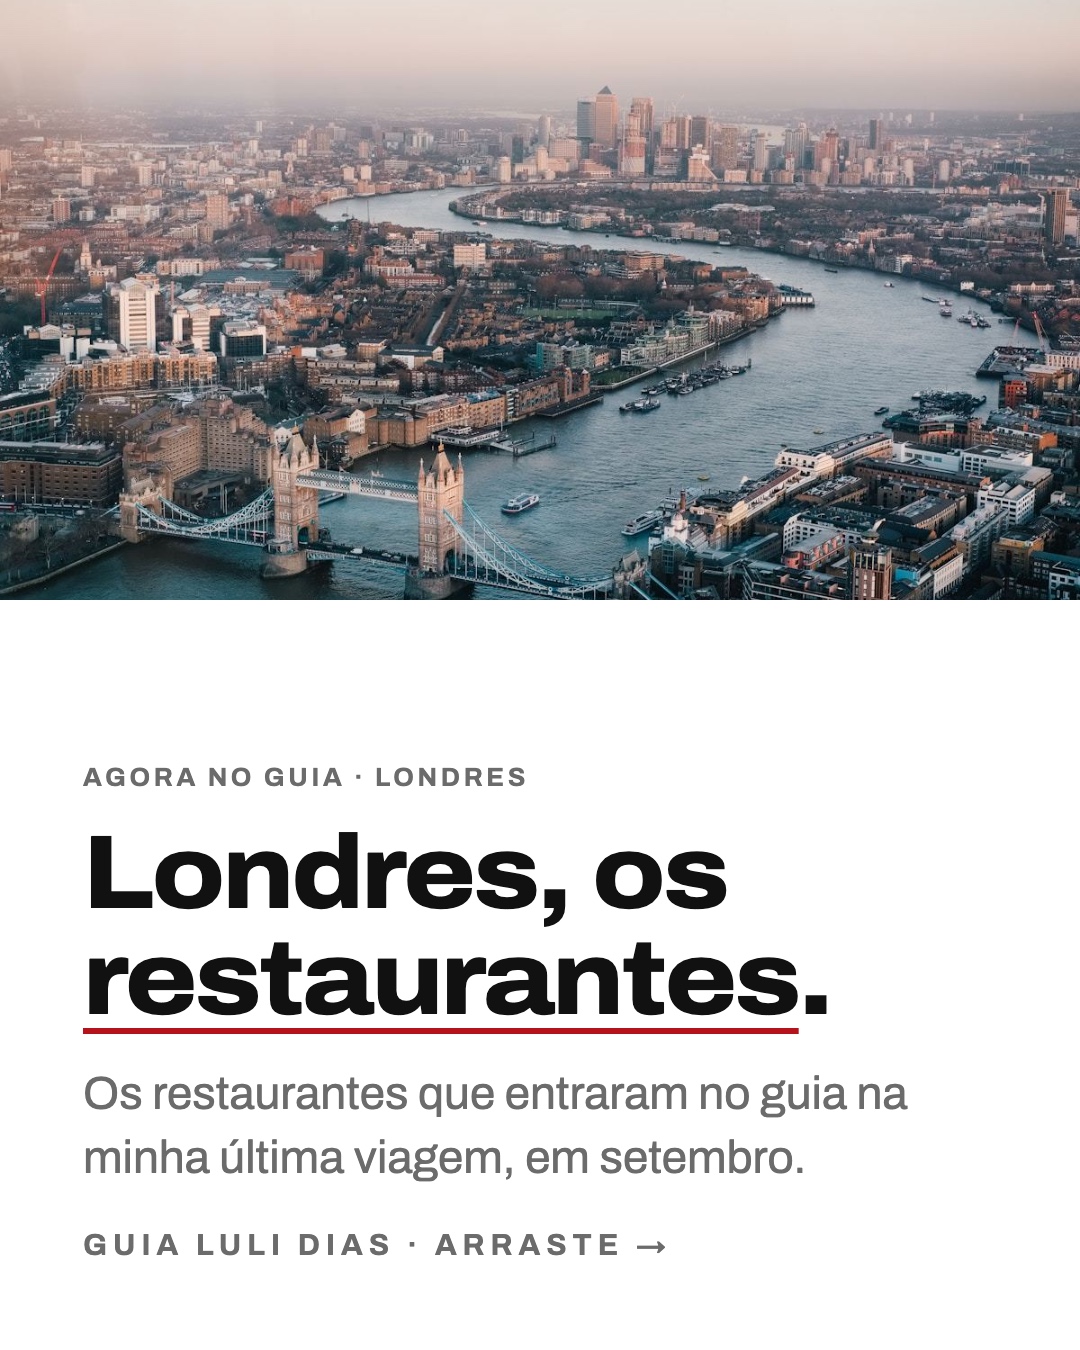 AGORA NO GUIA · LONDRES
Londres, os
restaurantes.
Os restaurantes que entraram no guia na
minha última viagem, em setembro.
GUIA LULI DIAS · ARRASTE →